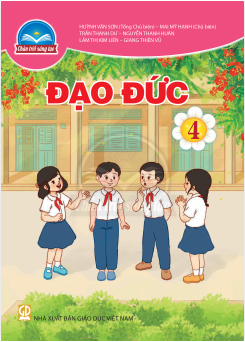 HUỲNH VĂN SƠN (Tổng Chủ biên) – MAI MỸ HẠNH (Chủ biên)
TRẦN THANH DƯ – NGUYỄN THANH HUÂN
LÂM THỊ KIM LIÊN – GIANG THIÊN VŨ
Chân trời sáng tạo
ĐẠO ĐỨC
4
NHÀ XUẤT BẢN GIÁO DỤC VIỆT NAM